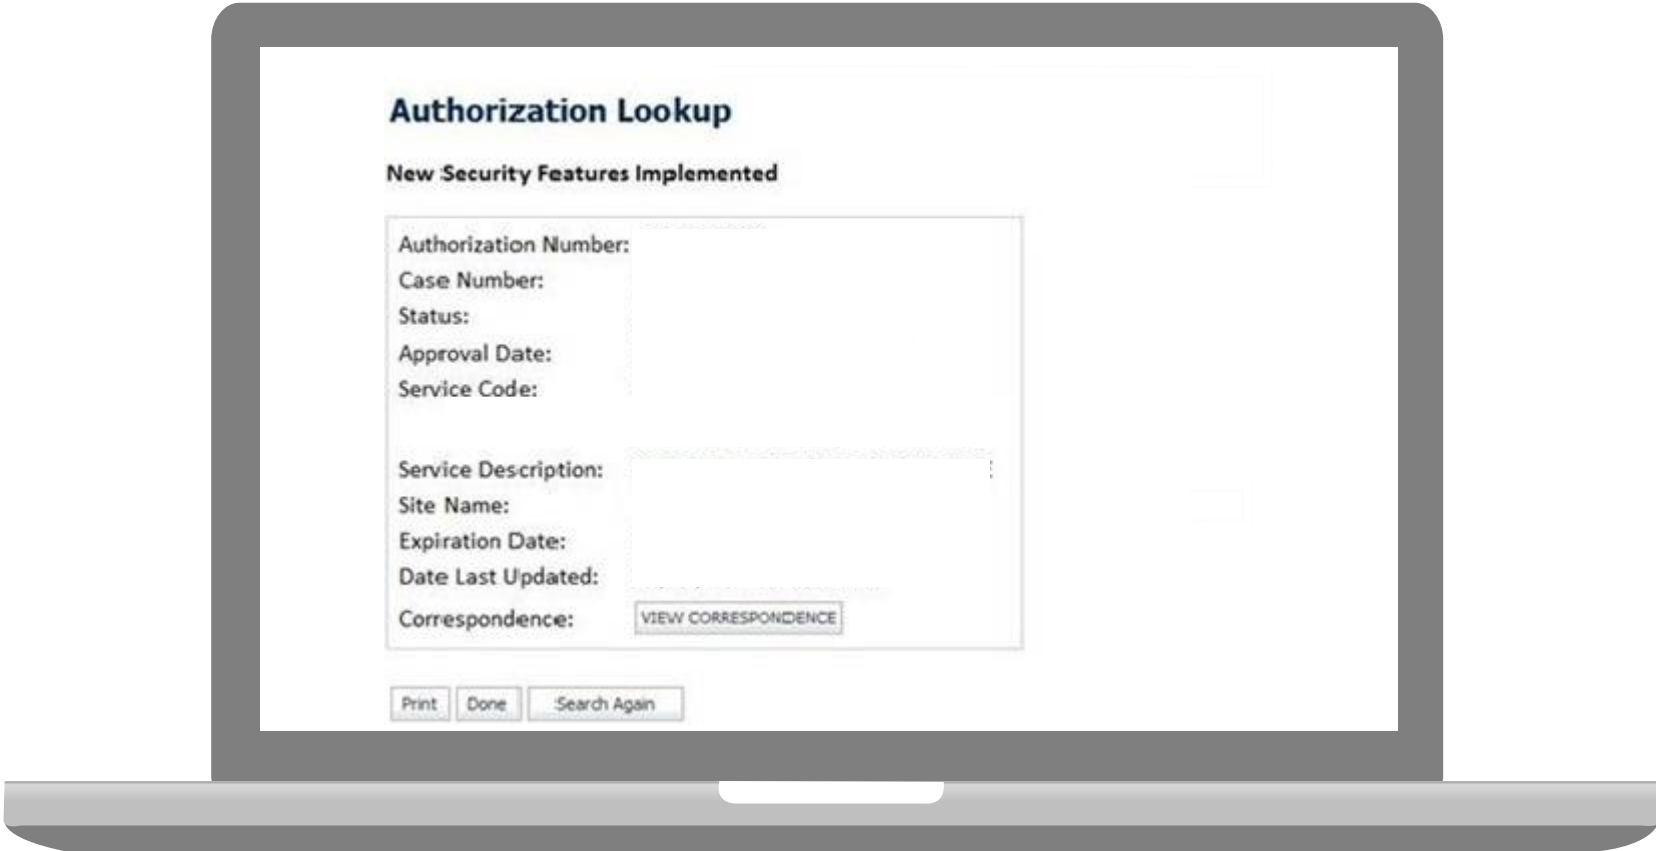 Authorization Lookup
New Security Features Implemented
Authorization Number:
Case Number:
Status:
Approval Date:
Service Code:
Service Description:
Site Name:
Expiration Date:
Date Last Updated:
Correspondence: VIEW CORRESPONDENCE
Print Done Search Again